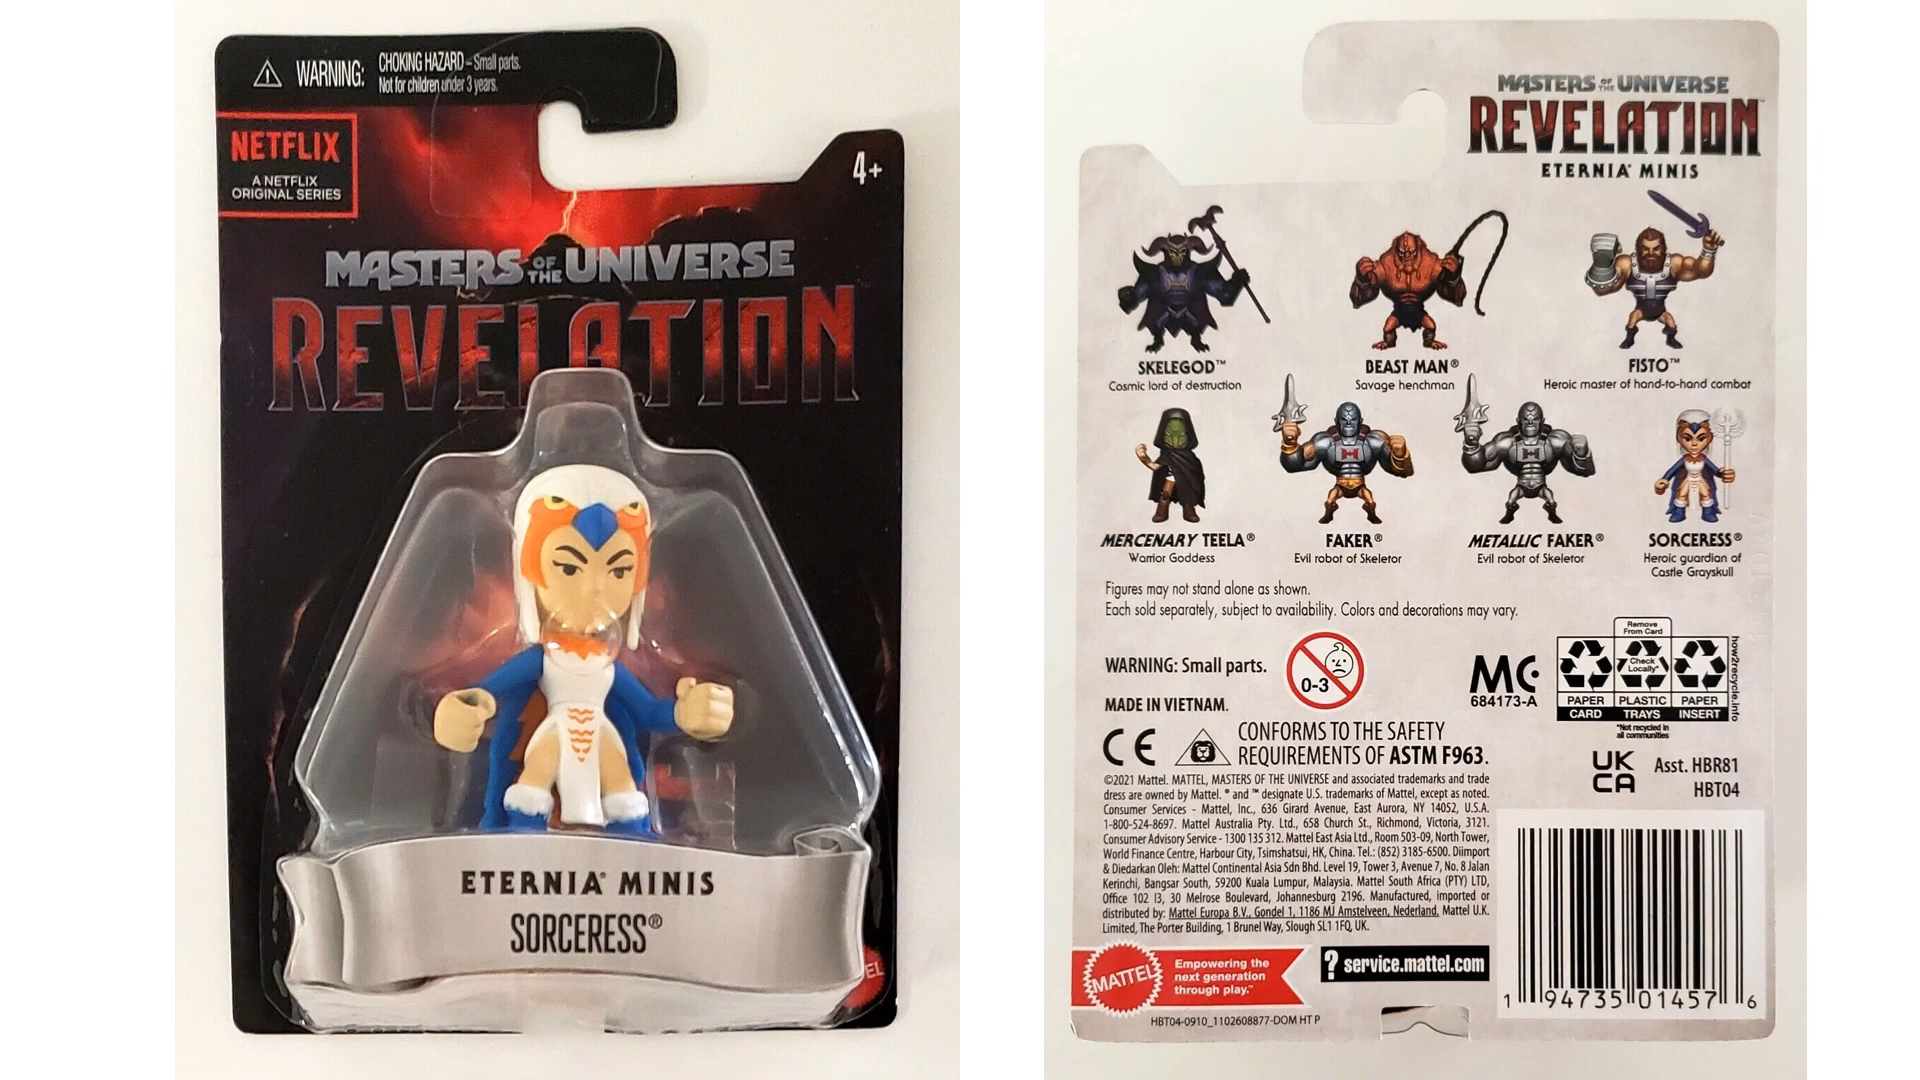 WARNING:
CHOKING HAZARD – Small parts.
Not for children under 3 years.
NETFLIX
A NETFLIX
ORIGINAL SERIES
4+
MASTERS OF THE UNIVERSE
REVELATION
ETERNIA® MINIS
SORCERESS®
MASTERS OF THE UNIVERSE
REVELATION™
ETERNIA® MINIS
SKELEGOD™
Cosmic lord of destruction
BEAST MAN®
Savage henchman
FISTO™
Heroic master of hand-to-hand combat
MERCENARY TEELA®
Warrior Goddess
FAKER®
Evil robot of Skeletor
METALLIC FAKER®
Evil robot of Skeletor
SORCERESS®
Heroic guardian of
Castle Grayskull
Figures may not stand alone as shown.
Each sold separately, subject to availability. Colors and decorations may vary.
WARNING: Small parts.
0-3
MADE IN VIETNAM.
MC
684173-A
Remove
From Card
Check
Locally*
PAPER
PLASTIC
PAPER
CARD
TRAYS
INSERT
*Not recycled in
all communities
how2recycle.info
CE
CONFORMS TO THE SAFETY
REQUIREMENTS OF ASTM F963.
UK
CA
Asst. HBR81
HBT04
©2021 Mattel. MATTEL, MASTERS OF THE UNIVERSE and associated trademarks and trade
dress are owned by Mattel. ® and ™ designate U.S. trademarks of Mattel, except as noted.
Consumer Services - Mattel, Inc., 636 Girard Avenue, East Aurora, NY 14052, U.S.A.
1-800-524-8697. Mattel Australia Pty. Ltd., 658 Church St., Richmond, Victoria, 3121.
Consumer Advisory Service - 1300 135 312. Mattel East Asia Ltd., Room 503-09, North Tower,
World Finance Centre, Harbour City, Tsimshatsui, HK, China. Tel.: (852) 3185-6500. Diimport
& Diedarkan Oleh: Mattel Continental Asia Sdn Bhd. Level 19, Tower 3, Avenue 7, No. 8 Jalan
Kerinchi, Bangsar South, 59200 Kuala Lumpur, Malaysia. Mattel South Africa (PTY) LTD,
Office 102 I3, 30 Melrose Boulevard, Johannesburg 2196. Manufactured, imported or
distributed by: Mattel Europa B.V., Gondel 1, 1186 MJ Amstelveen, Nederland. Mattel U.K.
Limited, The Porter Building, 1 Brunel Way, Slough SL1 1FQ, UK.
MATTEL
Empowering the
next generation
through play.™
? service.mattel.com
1 94735 01457 6
HBT04-0910_1102608877-DOM HT P